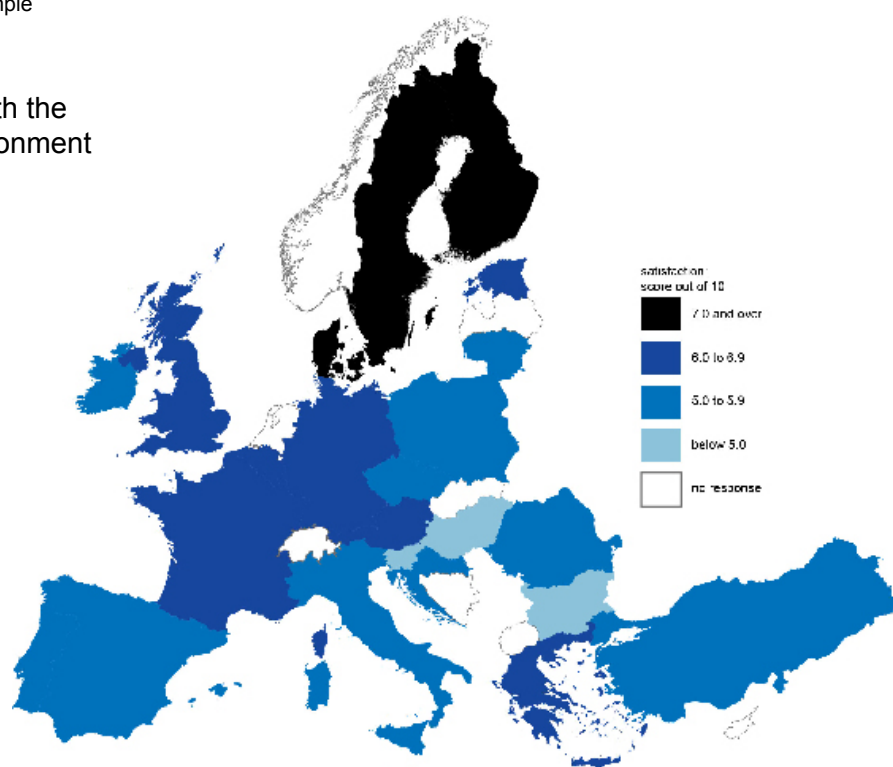 mple
th the
onment
satisfaction:
score out of 10
7.0 and over
6.0 to 6.9
5.0 to 5.9
below 5.0
no response